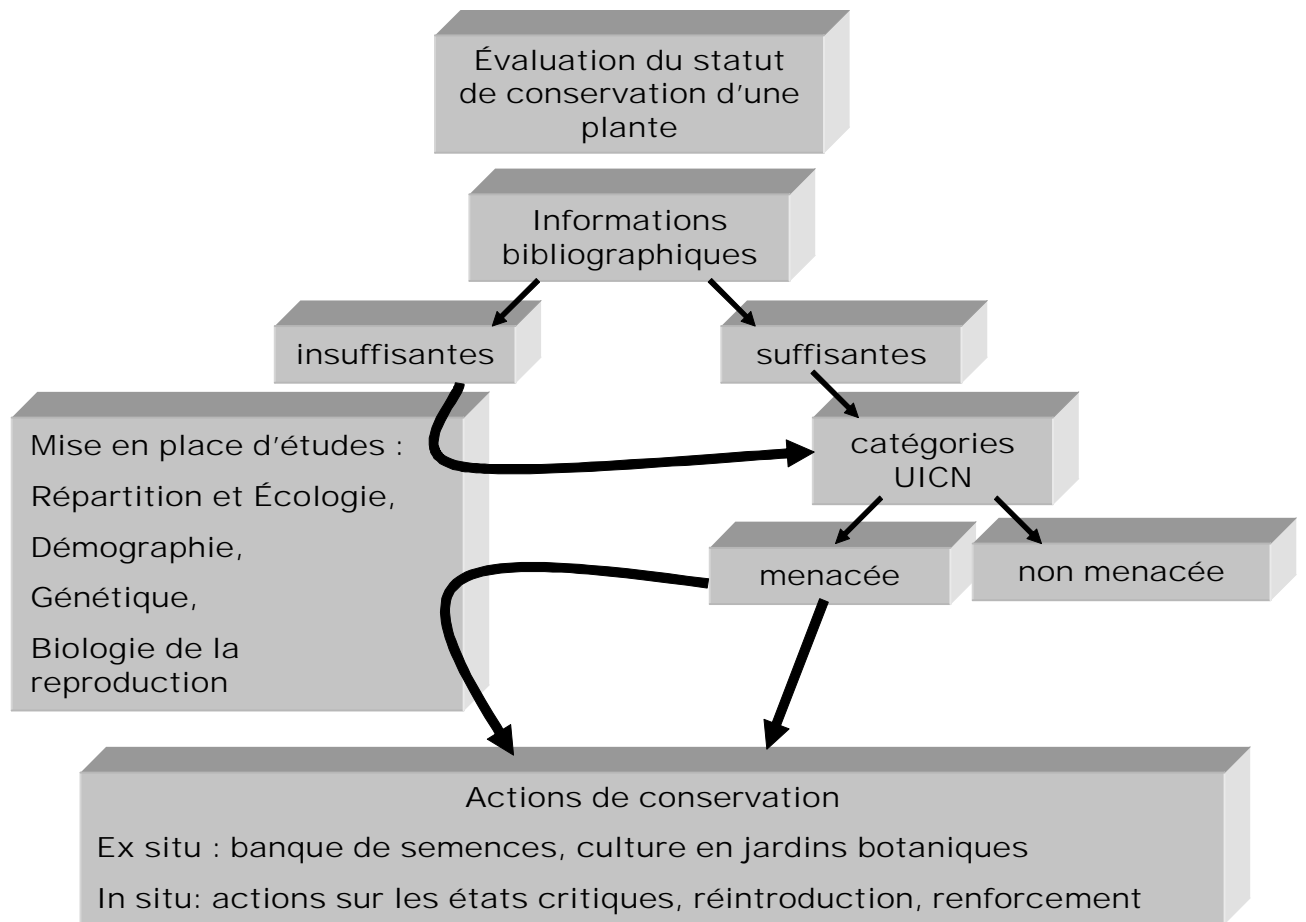 Évaluation du statut
de conservation d'une
plante
Informations
bibliographiques
insuffisantes
suffisantes
Mise en place d'études :
Répartition et Écologie,
Démographie,
Génétique,
Biologie de la
reproduction
catégories
UICN
menacée
non menacée
Actions de conservation
Ex situ : banque de semences, culture en jardins botaniques
In situ: actions sur les états critiques, réintroduction, renforcement